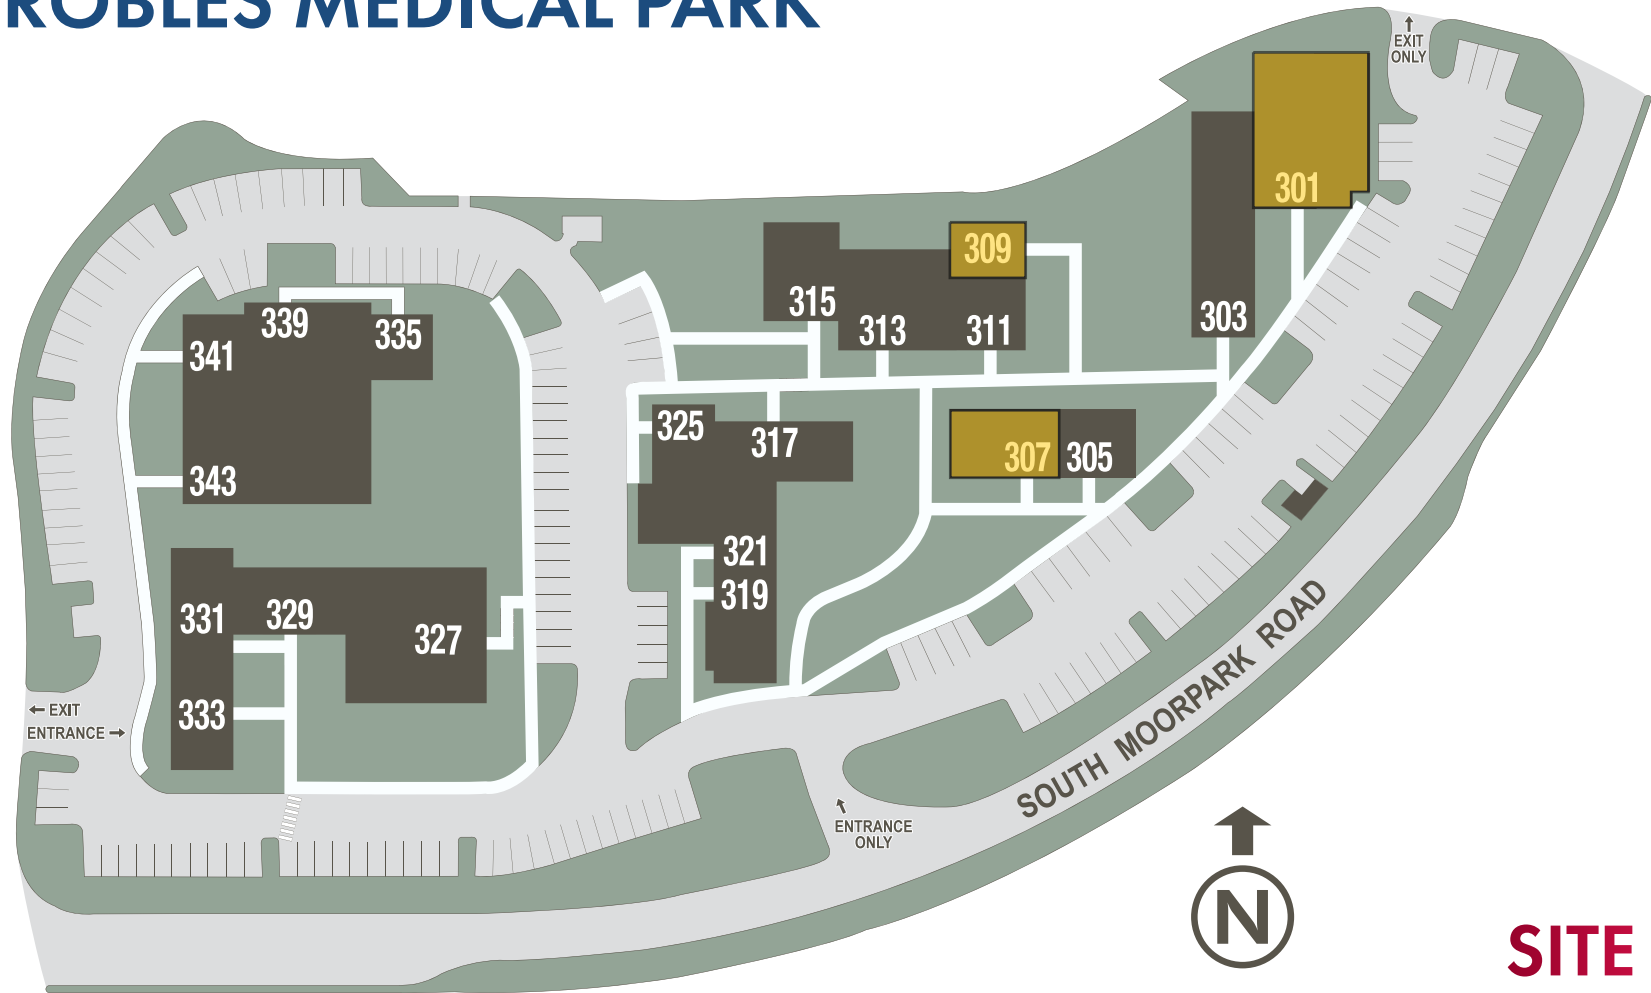 ROBLES MEDICAL PARK
EXIT
ONLY
301
309
315
303
339
313
311
335
341
325
317
307
305
343
321
319
331
329
327
333
EXIT
ENTRANCE
SOUTH MOORPARK ROAD
ENTRANCE
ONLY
N
SITE